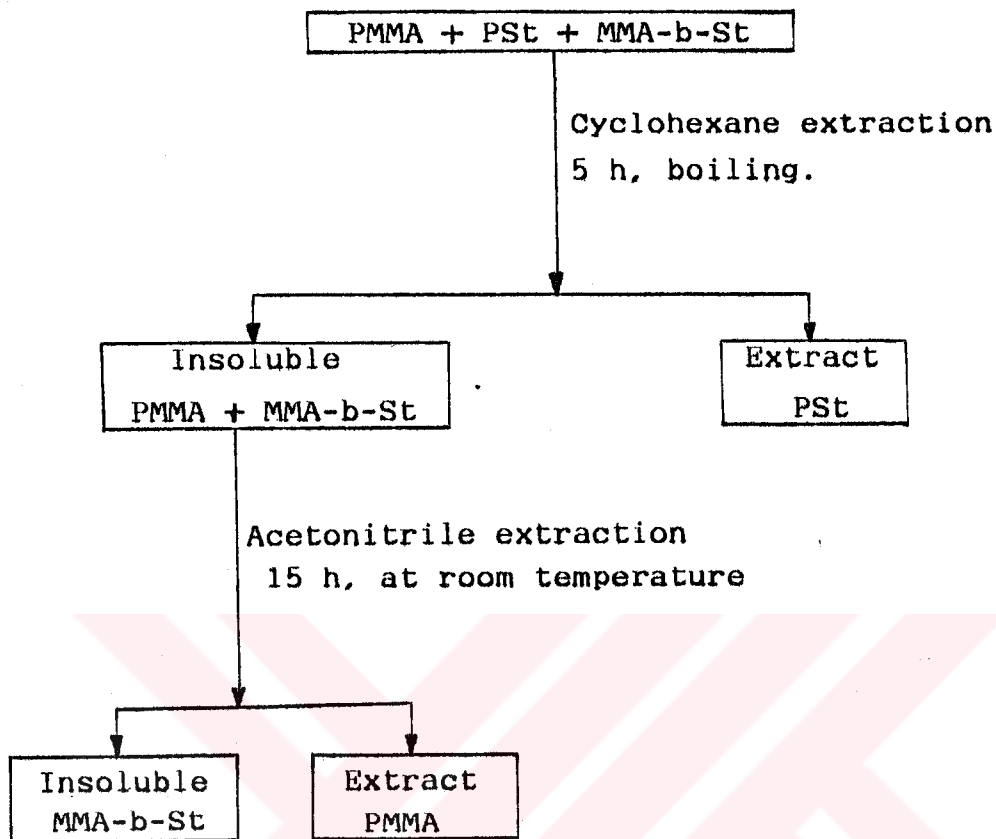 PMMA + PSt + MMA-b-St
Cyclohexane extraction
5 h, boiling.
Insoluble
PMMA + MMA-b-St
Extract
PSt
Acetonitrile extraction
15 h, at room temperature
Insoluble
MMA-b-St
Extract
PMMA